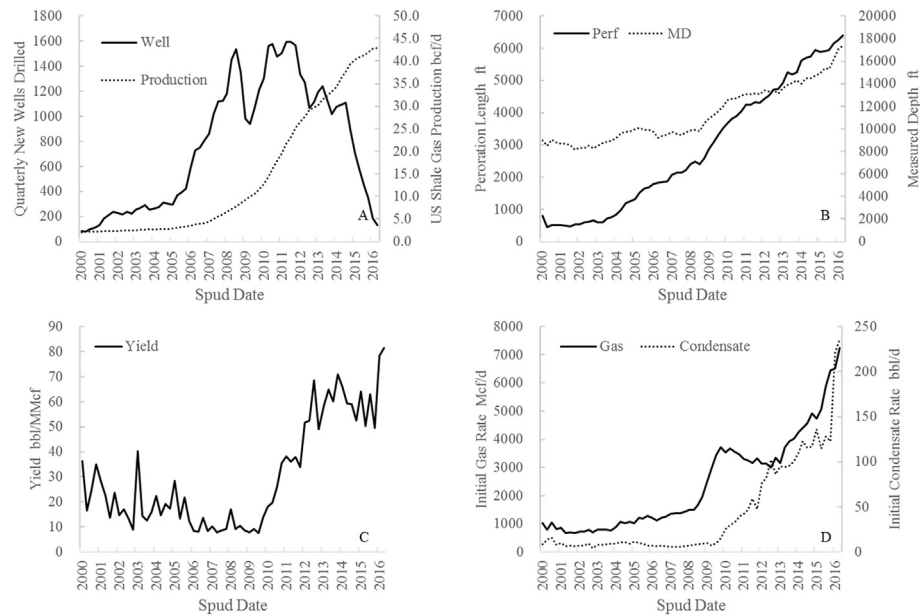 1800
1600
1400
1200
1000
800
600
400
200
0
Quarterly New Wells Drilled
Well
Production
50.0
45.0
40.0
35.0
30.0
25.0
20.0
15.0
10.0
5.0
0.0
US Shale Gas Production bcf/d
A
2000 2001 2002 2003 2004 2005 2006 2007 2008 2009 2010 2011 2012 2013 2014 2015 2016
Spud Date
7000
6000
5000
4000
3000
2000
1000
0
Peroration Length ft
Perf MD
20000
18000
16000
14000
12000
10000
8000
6000
4000
2000
0
Measured Depth ft
B
2000 2001 2002 2003 2004 2005 2006 2007 2008 2009 2010 2011 2012 2013 2014 2015 2016
Spud Date
90
80
70
60
50
40
30
20
10
0
Yield bbl/MMcf
Yield
C
2000 2001 2002 2003 2004 2005 2006 2007 2008 2009 2010 2011 2012 2013 2014 2015 2016
Spud Date
8000
7000
6000
5000
4000
3000
2000
1000
0
Initial Gas Rate Mcf/d
Gas Condensate
250
200
150
100
50
0
Initial Condensate Rate bbl/d
D
2000 2001 2002 2003 2004 2005 2006 2007 2008 2009 2010 2011 2012 2013 2014 2015 2016
Spud Date